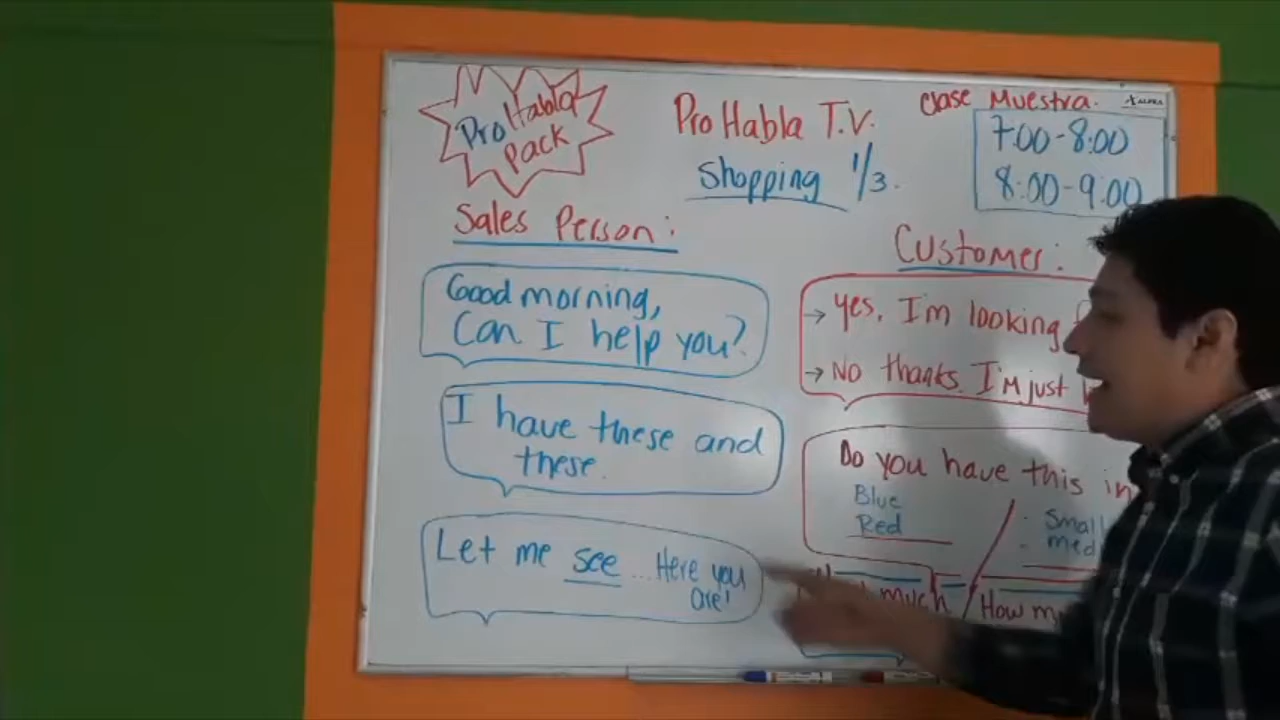 Pro Habla
Pack
Pro Habla T.V.
Shopping 1/3.
Clase Muestra.
7:00-8:00
8:00-9:00
Sales Person:
Good morning,
Can I help you?
I have these and
these.
Let me see...Here you
are!
Customer:
→ Yes, I'm looking
→ No thanks. I'm just
Do you have this in
Blue
Red
Small
med
much / How